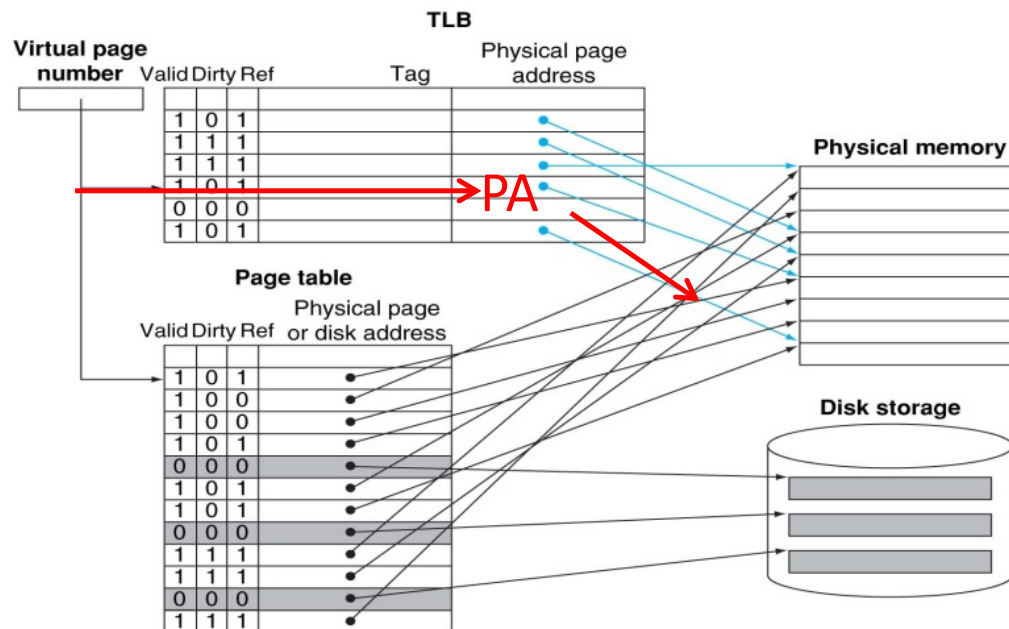 TLB
Virtual page
number
Physical page
address
Valid Dirty Ref
Tag
1 0 1
1 1 1
1 1 1
1 0 1
PA
0 0 0
1 0 1
Physical memory
Page table
Physical page
or disk address
Valid Dirty Ref
1 0 1
1 0 0
1 0 0
1 0 1
0 0 0
1 0 1
1 0 1
0 0 0
1 1 1
1 1 1
0 0 0
1 1 1
Disk storage